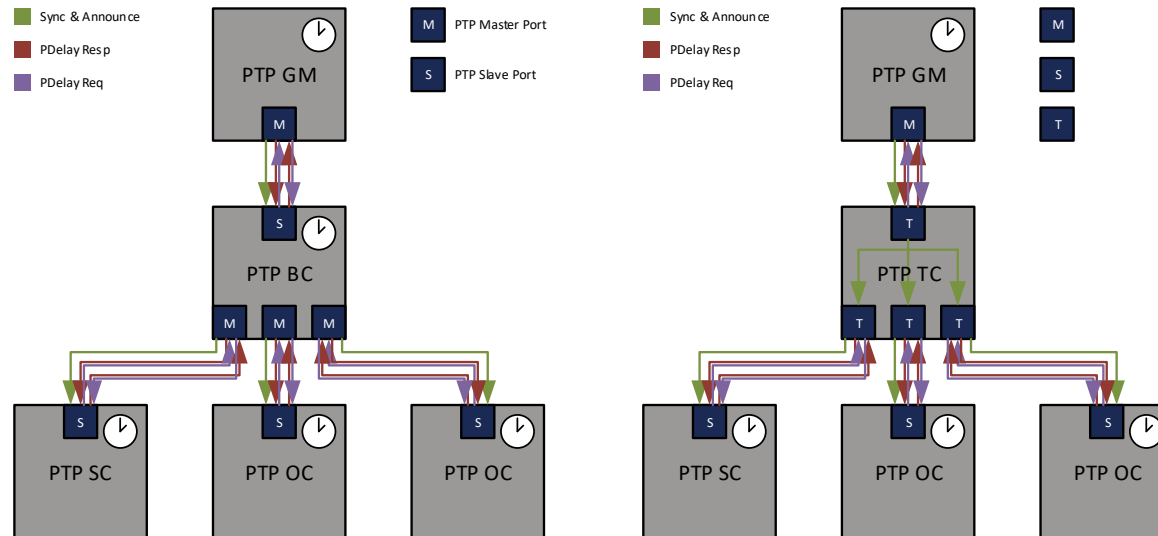 Sync & Announce
PDelay Resp
PDelay Req
PTP GM
M
M PTP Master Port
S PTP Slave Port
S
PTP BC
M M M
S S S
PTP SC PTP OC PTP OC
Sync & Announce
PDelay Resp
PDelay Req
PTP GM
M
M
S
T
T
PTP TC
T T T
S S S
PTP SC PTP OC PTP OC